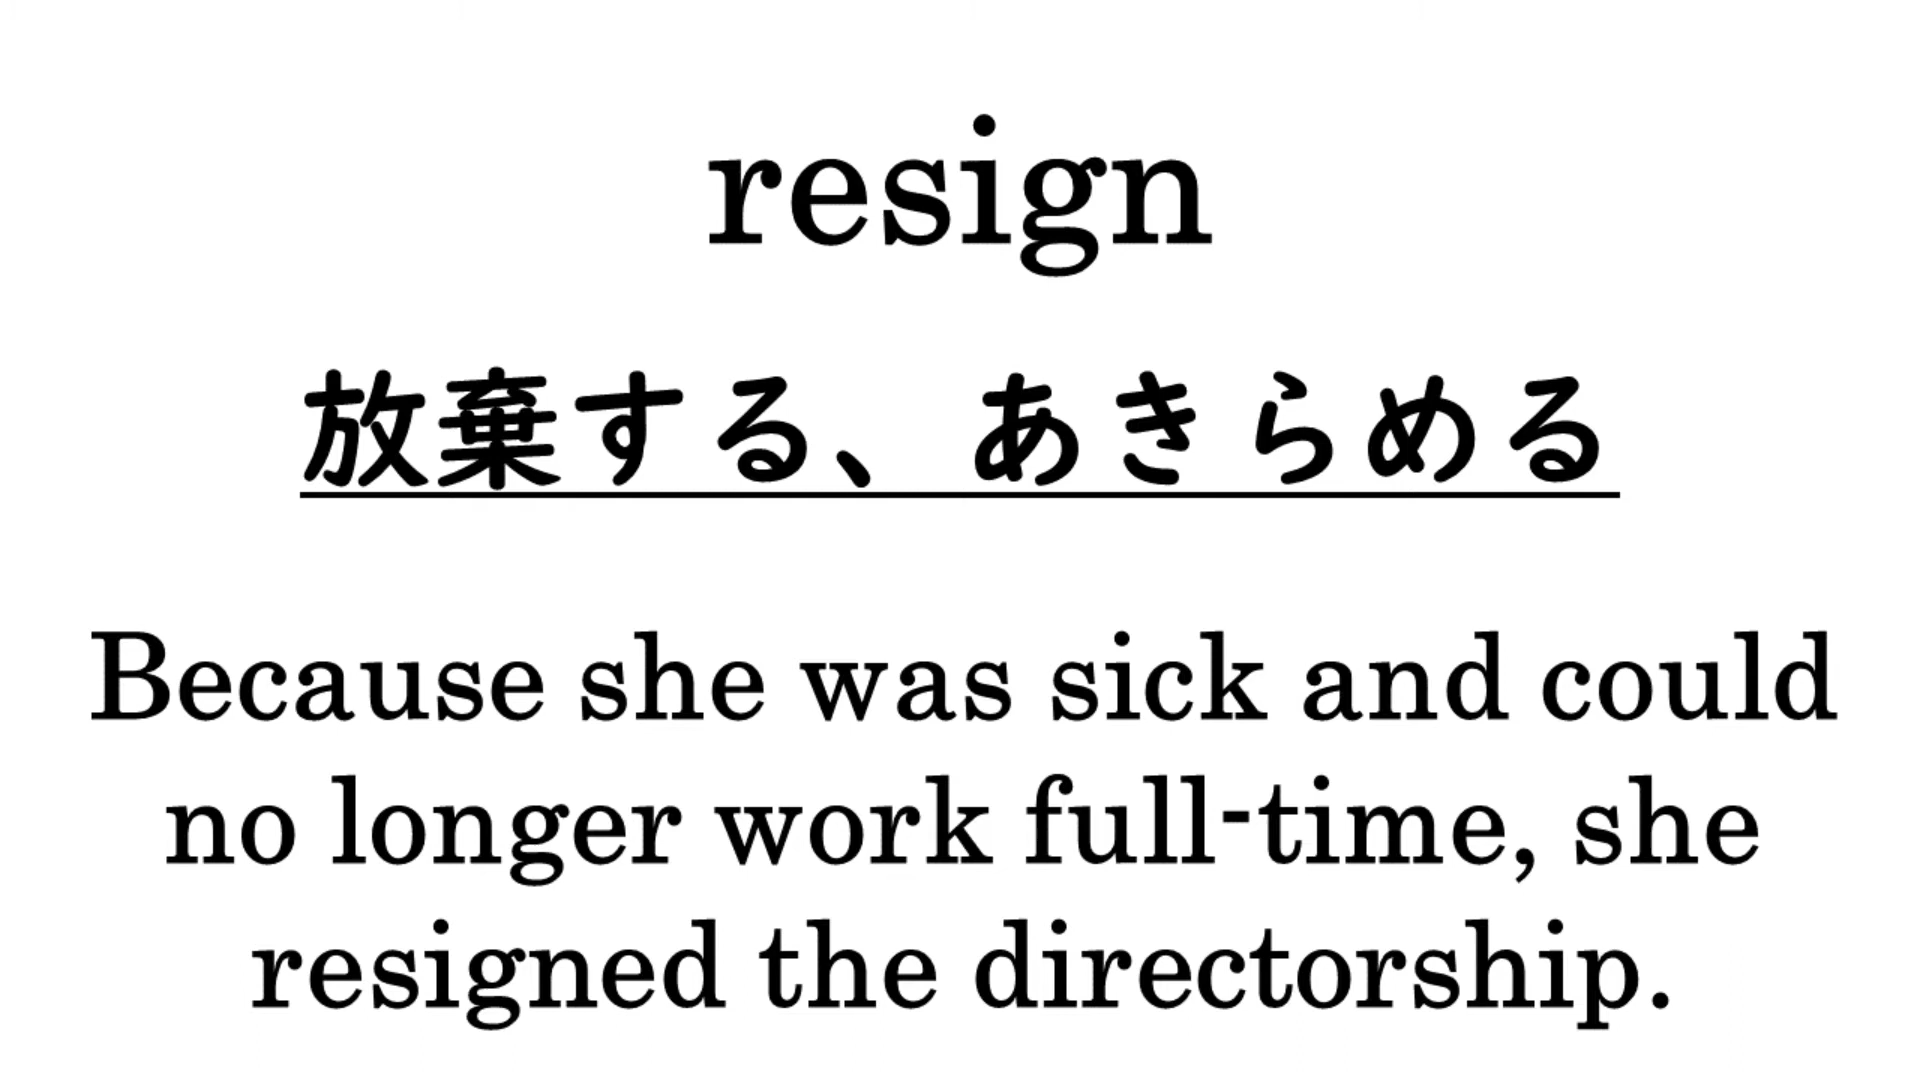 resign
放棄する、あきらめる
Because she was sick and could
no longer work full-time, she
resigned the directorship.